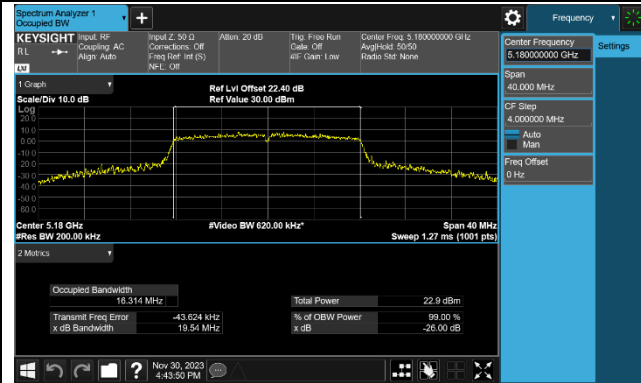 Spectrum Analyzer 1
Occupied BW
Frequency
KEYSIGHT
RL
LXI
Input: RF
Coupling: AC
Align: Auto
Input Z: 50 Ω
Corrections: Off
Freq Ref: Int (S)
NFE: Off
Atten: 20 dB
Trig: Free Run
Gate: Off
#IF Gain: Low
Center Freq: 5.180000000 GHz
Avg|Hold: 50/50
Radio Std: None
Center Frequency
5.180000000 GHz
Settings
Span
40.000 MHz
CF Step
4.000000 MHz
Auto
Man
Freq Offset
0 Hz
1 Graph
Scale/Div 10.0 dB
Ref Lvl Offset 22.40 dB
Ref Value 30.00 dBm
Log
20.0
10.0
0.00
-10.0
-20.0
-30.0
-40.0
-50.0
-60.0
Center 5.18 GHz
#Video BW 620.00 kHz*
Span 40 MHz
#Res BW 200.00 kHz
Sweep 1.27 ms (1001 pts)
2 Metrics
Occupied Bandwidth
16.314 MHz
Total Power
22.9 dBm
Transmit Freq Error
-43.624 kHz
% of OBW Power
99.00 %
x dB Bandwidth
19.54 MHz
x dB
-26.00 dB
Nov 30, 2023
4:43:50 PM